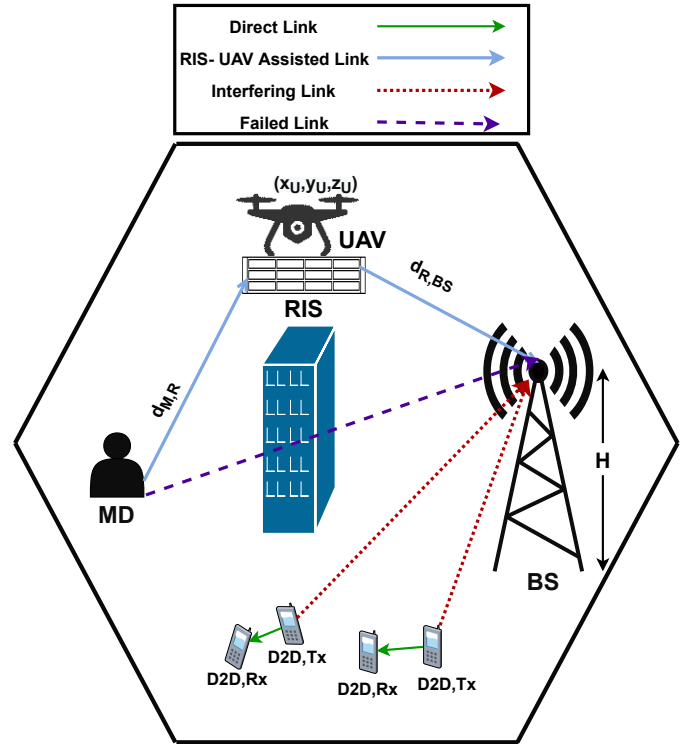 Direct Link
RIS- UAV Assisted Link
Interfering Link
Failed Link
(xU,yU,zU)
UAV
RIS
dR,BS
dM,R
MD
H
BS
D2D,Tx
D2D,Rx
D2D,Rx
D2D,Tx